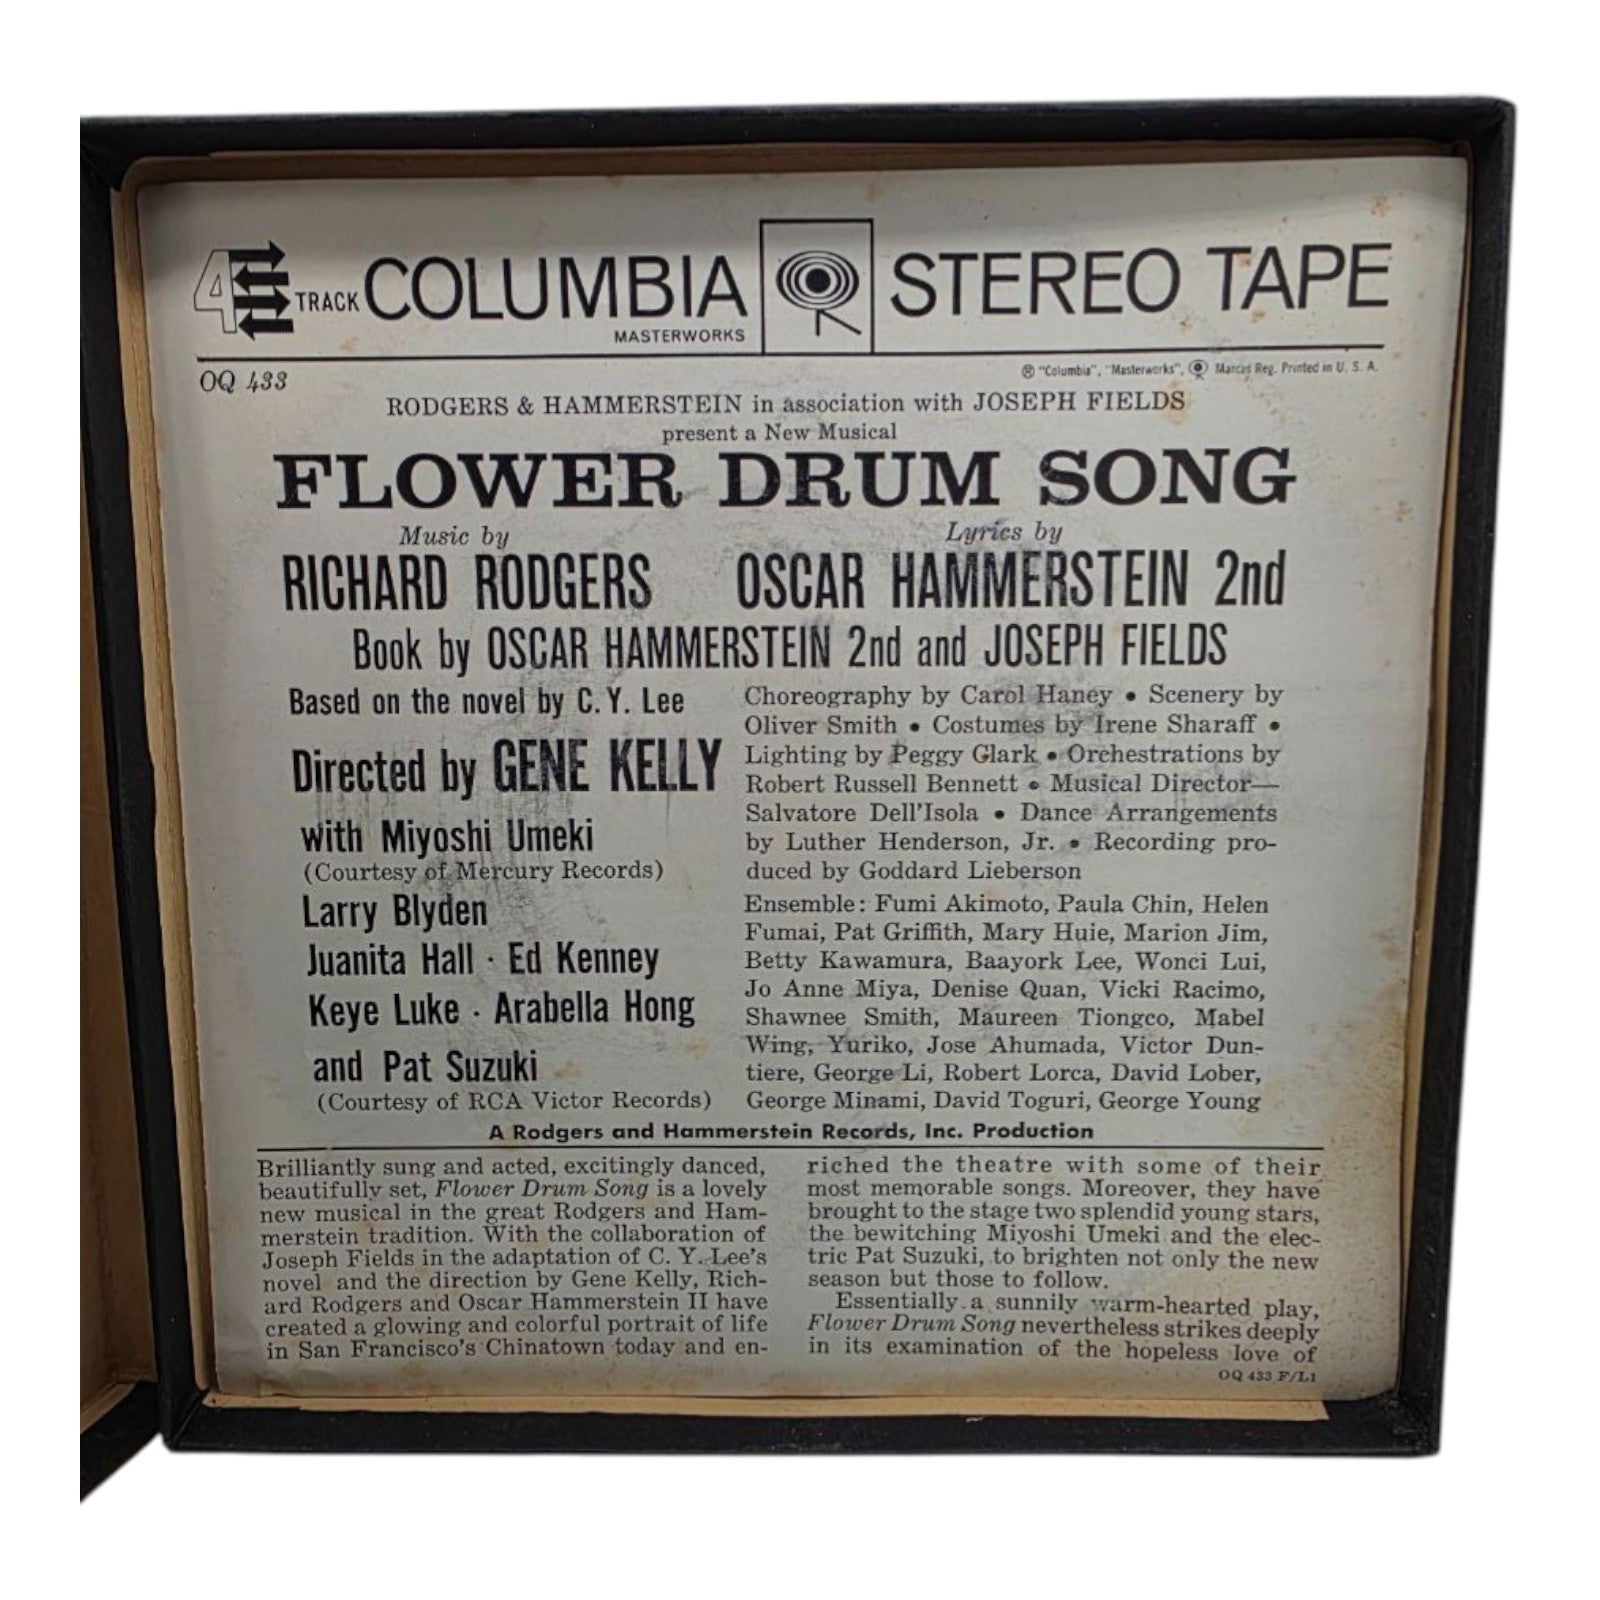 4 TRACK COLUMBIA STEREO TAPE
MASTERWORKS
OQ 433
® "Columbia", "Masterworks", Marcas Reg. Printed in U. S. A.
RODGERS & HAMMERSTEIN in association with JOSEPH FIELDS
present a New Musical
FLOWER DRUM SONG
Music by
RICHARD RODGERS
Lyrics by
OSCAR HAMMERSTEIN 2nd
Book by OSCAR HAMMERSTEIN 2nd and JOSEPH FIELDS
Based on the novel by C. Y. Lee
Directed by GENE KELLY
with Miyoshi Umeki
(Courtesy of Mercury Records)
Larry Blyden
Juanita Hall · Ed Kenney
Keye Luke · Arabella Hong
and Pat Suzuki
(Courtesy of RCA Victor Records)
Choreography by Carol Haney • Scenery by
Oliver Smith • Costumes by Irene Sharaff •
Lighting by Peggy Clark • Orchestrations by
Robert Russell Bennett • Musical Director—
Salvatore Dell'Isola • Dance Arrangements
by Luther Henderson, Jr. • Recording pro-
duced by Goddard Lieberson
Ensemble: Fumi Akimoto, Paula Chin, Helen
Fumai, Pat Griffith, Mary Huie, Marion Jim,
Betty Kawamura, Baayork Lee, Wonci Lui,
Jo Anne Miya, Denise Quan, Vicki Racimo,
Shawnee Smith, Maureen Tiongco, Mabel
Wing, Yuriko, Jose Ahumada, Victor Dun-
tiere, George Li, Robert Lorca, David Lober,
George Minami, David Toguri, George Young
A Rodgers and Hammerstein Records, Inc. Production
Brilliantly sung and acted, excitingly danced,
beautifully set, Flower Drum Song is a lovely
new musical in the great Rodgers and Ham-
merstein tradition. With the collaboration of
Joseph Fields in the adaptation of C. Y. Lee's
novel and the direction by Gene Kelly, Rich-
ard Rodgers and Oscar Hammerstein II have
created a glowing and colorful portrait of life
in San Francisco's Chinatown today and en-
riched the theatre with some of their
most memorable songs. Moreover, they have
brought to the stage two splendid young stars,
the bewitching Miyoshi Umeki and the elec-
tric Pat Suzuki, to brighten not only the new
season but those to follow.
Essentially a sunnily warm-hearted play,
Flower Drum Song nevertheless strikes deeply
in its examination of the hopeless love of
OQ 433 F/L1